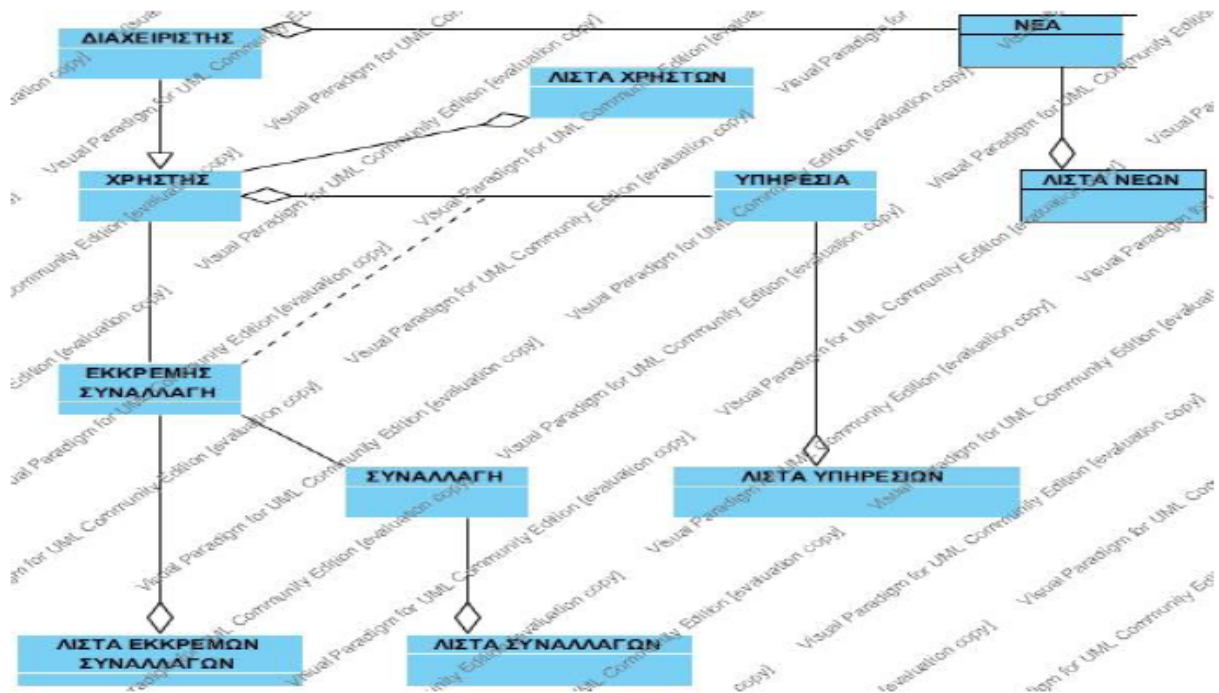 ΔΙΑΧΕΙΡΙΣΤΗΣ
ΝΕΑ
ΛΙΣΤΑ ΧΡΗΣΤΩΝ
ΧΡΗΣΤΗΣ
ΥΠΗΡΕΣΙΑ
ΛΙΣΤΑ ΝΕΩΝ
ΕΚΚΡΕΜΗΣ
ΣΥΝΑΛΛΑΓΗ
ΣΥΝΑΛΛΑΓΗ
ΛΙΣΤΑ ΥΠΗΡΕΣΙΩΝ
ΛΙΣΤΑ ΕΚΚΡΕΜΩΝ
ΣΥΝΑΛΛΑΓΩΝ
ΛΙΣΤΑ ΣΥΝΑΛΛΑΓΩΝ
Visual Paradigm for UML Community Edition [evaluation copy]